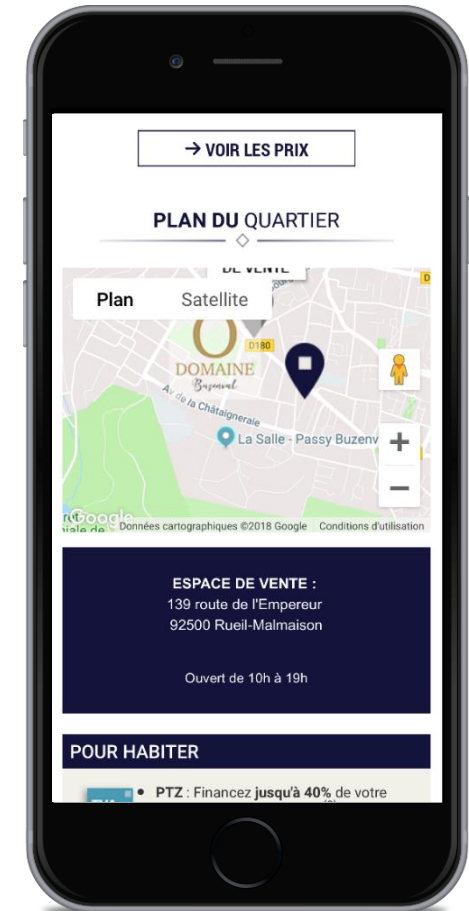 → VOIR LES PRIX
PLAN DU QUARTIER
DE VENTE
Plan Satellite
D180
DOMAINE
Buzenval
Av. de la Châtaigneraie
La Salle - Passy Buzenv
+
−
Google
Données cartographiques ©2018 Google Conditions d'utilisation
ESPACE DE VENTE :
139 route de l'Empereur
92500 Rueil-Malmaison
Ouvert de 10h à 19h
POUR HABITER
• PTZ : Financez jusqu'à 40% de votre